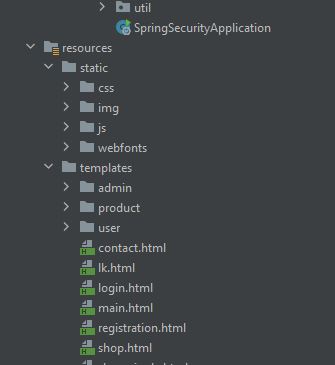 util
SpringSecurityApplication
resources
static
css
img
js
webfonts
templates
admin
product
user
contact.html
lk.html
login.html
main.html
registration.html
shop.html